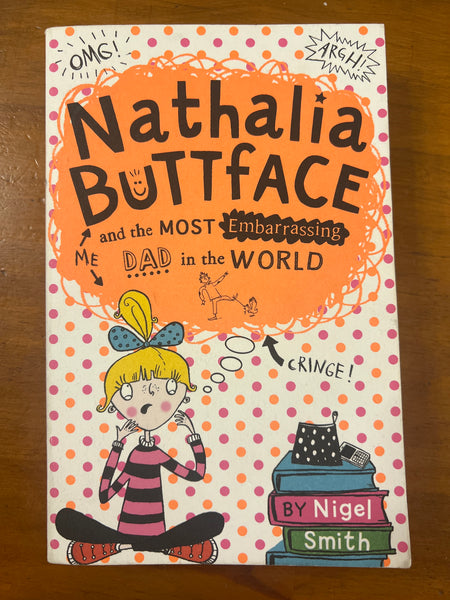 OMG!
ARGH!
Nathalia
BUTTfACE
and the MOST Embarrassing
ME
DAD in the WORLD
CRINGE!
BY Nigel
Smith